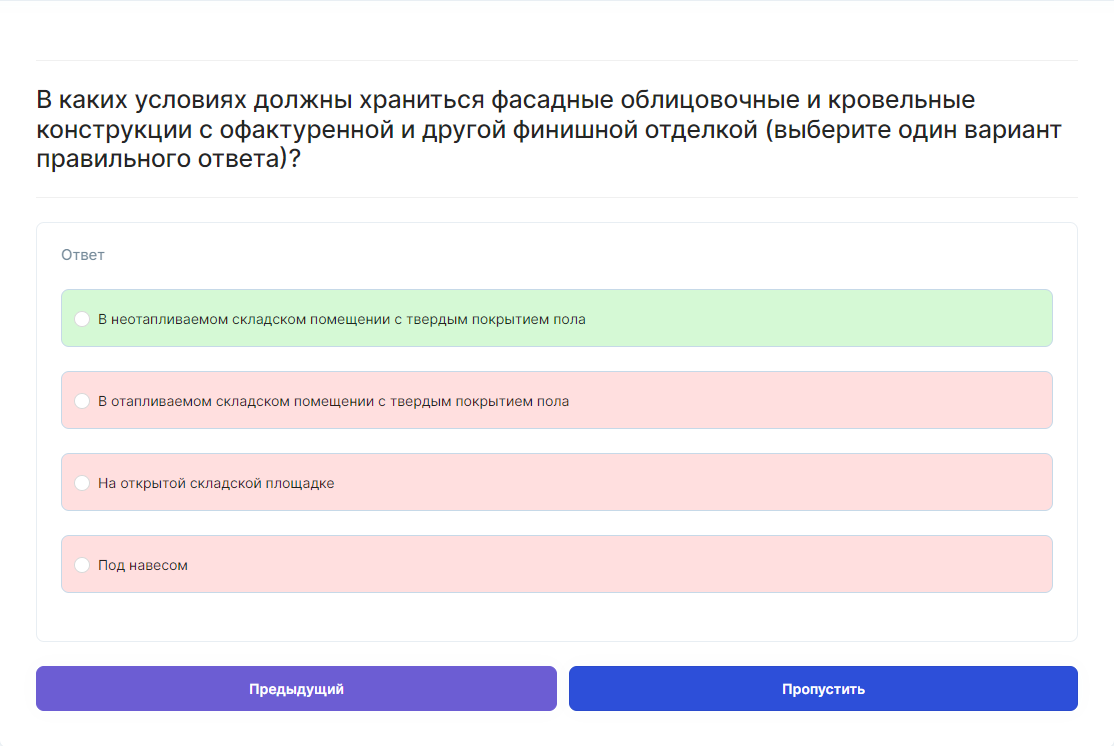 В каких условиях должны храниться фасадные облицовочные и кровельные
конструкции с офактуренной и другой финишной отделкой (выберите один вариант
правильного ответа)?
Ответ
В неотапливаемом складском помещении с твердым покрытием пола
В отапливаемом складском помещении с твердым покрытием пола
На открытой складской площадке
Под навесом
Предыдущий
Пропустить